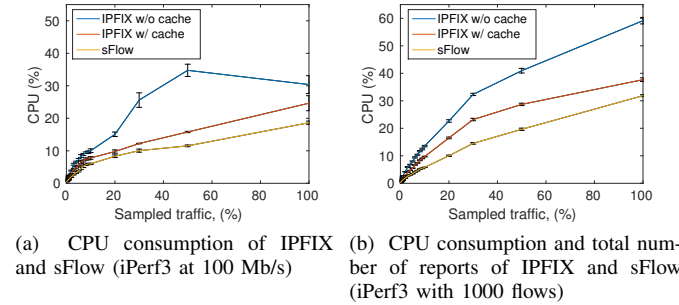 IPFIX w/o cache
IPFIX w/ cache
sFlow
CPU (%)
50
40
30
20
10
0
0
20
40
60
80
100
Sampled traffic, (%)
IPFIX w/o cache
IPFIX w/ cache
sFlow
CPU (%)
60
50
40
30
20
10
0
0
20
40
60
80
100
Sampled traffic, (%)
(a) CPU consumption of IPFIX
and sFlow (iPerf3 at 100 Mb/s)
(b) CPU consumption and total num-
ber of reports of IPFIX and sFlow
(iPerf3 with 1000 flows)